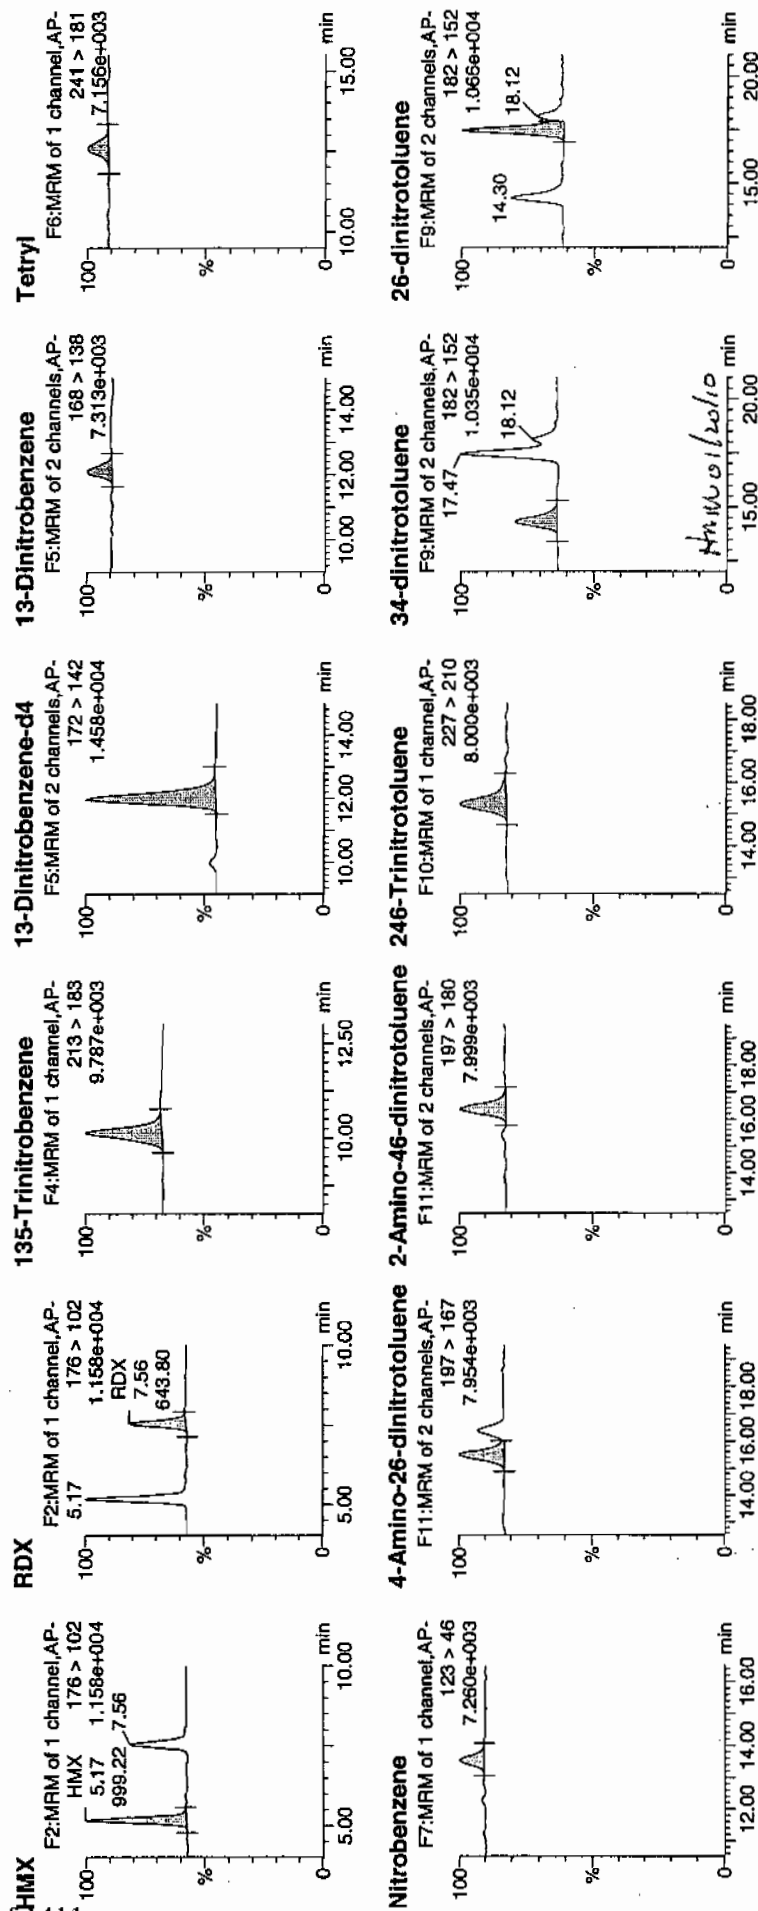 HMX
F2:MRM of 1 channel,AP-
176 > 102
1.158e+004
HMX
5.17
999.22
7.56
100
%
0
5.00
10.00
min
RDX
F2:MRM of 1 channel,AP-
176 > 102
1.158e+004
5.17
RDX
7.56
643.80
100
%
0
5.00
10.00
min
135-Trinitrobenzene
F4:MRM of 1 channel,AP-
213 > 183
9.787e+003
100
%
0
10.00
12.50
min
13-Dinitrobenzene-d4
F5:MRM of 2 channels,AP-
172 > 142
1.458e+004
100
%
0
10.00
12.00
14.00
min
13-Dinitrobenzene
F5:MRM of 2 channels,AP-
168 > 138
7.313e+003
100
%
0
10.00
12.00
14.00
min
Tetryl
F6:MRM of 1 channel,AP-
241 > 181
7.156e+003
100
%
0
10.00
15.00
min
Nitrobenzene
F7:MRM of 1 channel,AP-
123 > 46
7.260e+003
100
%
0
12.00
14.00
16.00
min
4-Amino-26-dinitrotoluene
F11:MRM of 2 channels,AP-
197 > 167
7.954e+003
100
%
0
14.00
16.00
18.00
min
2-Amino-46-dinitrotoluene
F11:MRM of 2 channels,AP-
197 > 180
7.999e+003
100
%
0
14.00
16.00
18.00
min
246-Trinitrotoluene
F10:MRM of 1 channel,AP-
227 > 210
8.000e+003
100
%
0
14.00
16.00
18.00
min
34-dinitrotoluene
F9:MRM of 2 channels,AP-
182 > 152
1.035e+004
17.47
18.12
100
%
0
15.00
20.00
min
01/20/10
26-dinitrotoluene
F9:MRM of 2 channels,AP-
182 > 152
1.066e+004
14.30
18.12
100
%
0
15.00
20.00
min